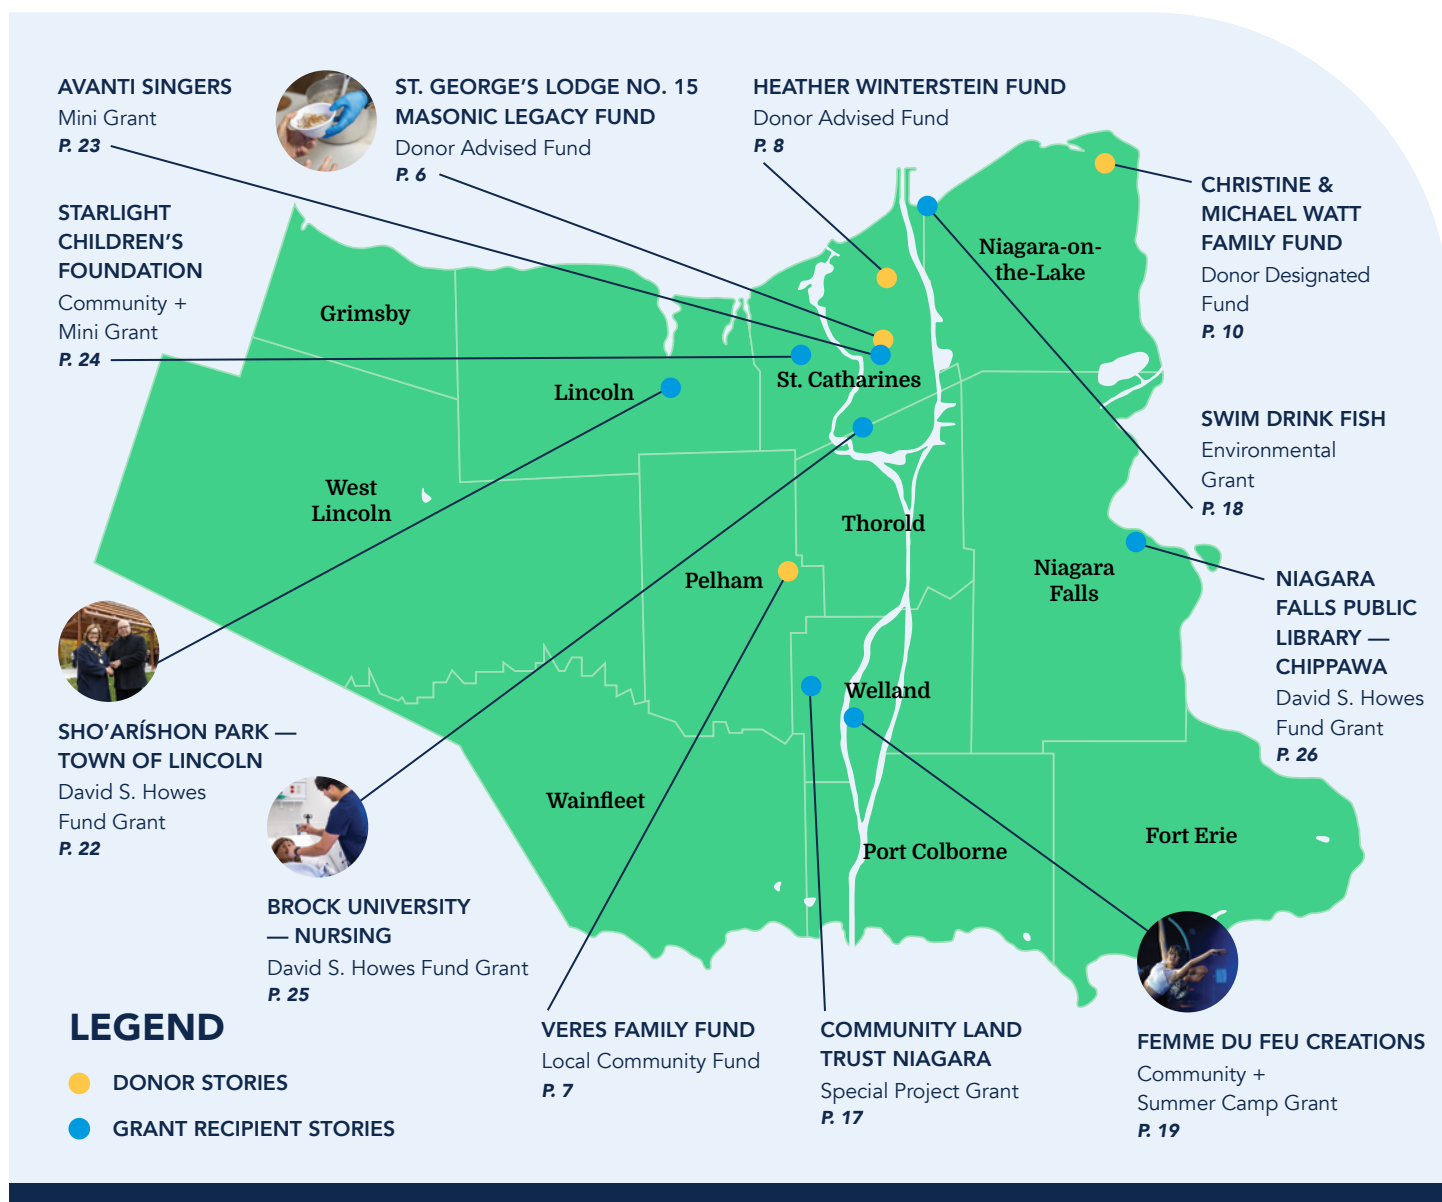 AVANTI SINGERS
Mini Grant
P. 23
ST. GEORGE’S LODGE NO. 15
MASONIC LEGACY FUND
Donor Advised Fund
P. 6
HEATHER WINTERSTEIN FUND
Donor Advised Fund
P. 8
CHRISTINE &
MICHAEL WATT
FAMILY FUND
Donor Designated
Fund
P. 10
STARLIGHT
CHILDREN’S
FOUNDATION
Community +
Mini Grant
P. 24
Niagara-on-
the-Lake
Grimsby
Lincoln
St. Catharines
West
Lincoln
Thorold
Pelham
Niagara
Falls
Welland
Wainfleet
Port Colborne
Fort Erie
SWIM DRINK FISH
Environmental
Grant
P. 18
NIAGARA
FALLS PUBLIC
LIBRARY —
CHIPPAWA
David S. Howes
Fund Grant
P. 26
SHO’ARÍSHON PARK —
TOWN OF LINCOLN
David S. Howes
Fund Grant
P. 22
BROCK UNIVERSITY
— NURSING
David S. Howes Fund Grant
P. 25
VERES FAMILY FUND
Local Community Fund
P. 7
COMMUNITY LAND
TRUST NIAGARA
Special Project Grant
P. 17
FEMME DU FEU CREATIONS
Community +
Summer Camp Grant
P. 19
LEGEND
DONOR STORIES
GRANT RECIPIENT STORIES